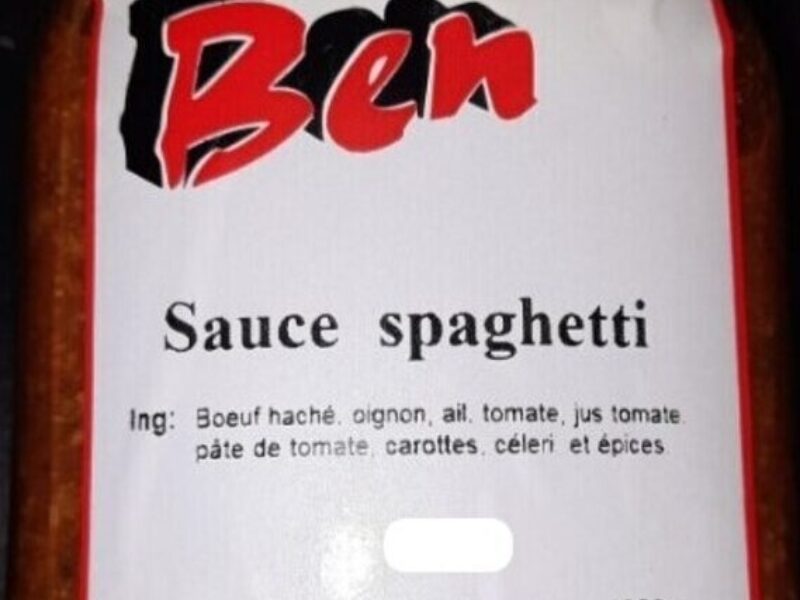 Ben
Sauce spaghetti
Ing: Boeuf haché, oignon, ail, tomate, jus tomate,
pâte de tomate, carottes, céleri et épices